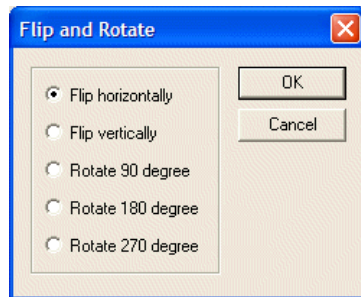 Flip and Rotate
Flip horizontally
Flip vertically
Rotate 90 degree
Rotate 180 degree
Rotate 270 degree
OK
Cancel